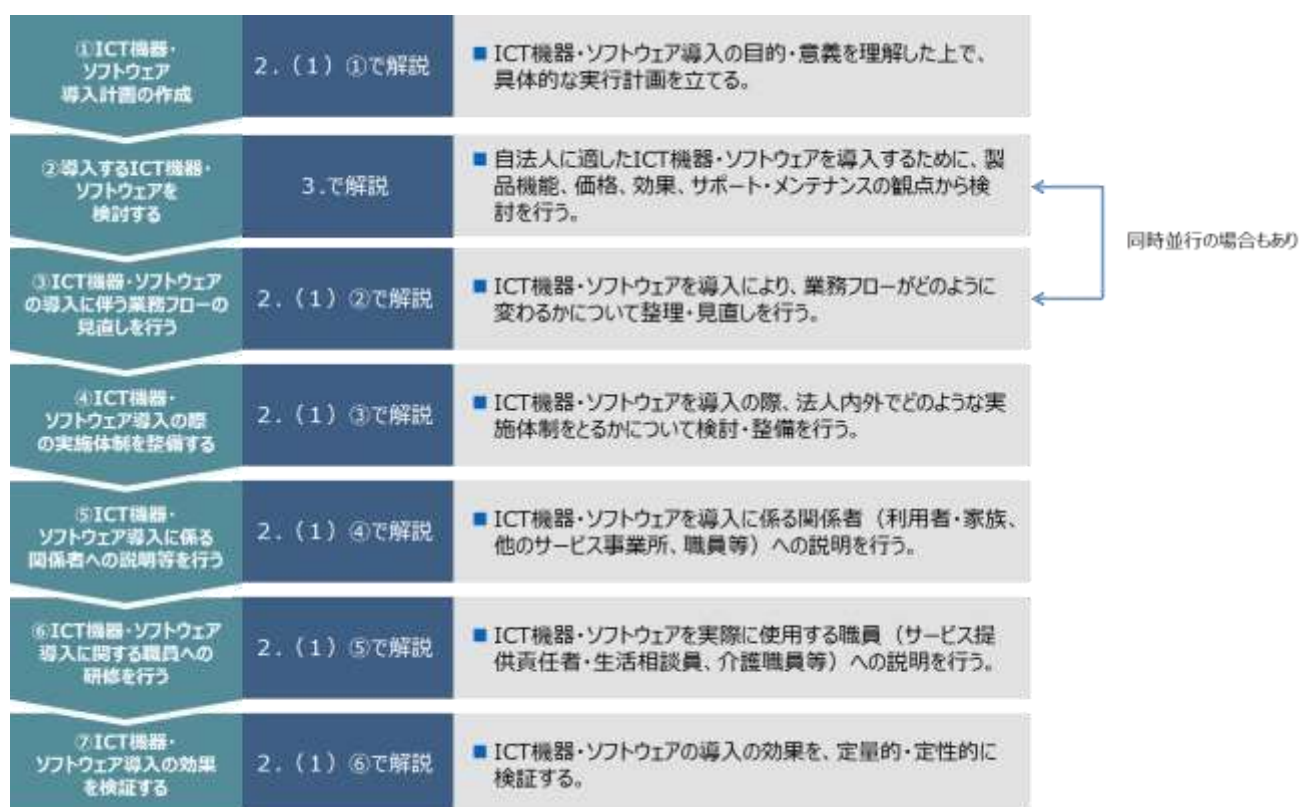 ①ICT機器・
ソフトウェア
導入計画の作成
2.(1) ①で解説
■ICT機器・ソフトウェア導入の目的・意義を理解した上で、
具体的な実行計画を立てる。
②導入するICT機器・
ソフトウェアを
検討する
3.で解説
■自法人に適したICT機器・ソフトウェアを導入するために、製
品機能、価格、効果、サポート・メンテナンスの観点から検
討を行う。
同時並行の場合もあり
③ICT機器・ソフトウェア
の導入に伴う業務フローの
見直しを行う
2.(1) ②で解説
■ICT機器・ソフトウェアを導入により、業務フローがどのように
変わるかについて整理・見直しを行う。
④ICT機器・
ソフトウェア導入の際
の実施体制を整備する
2.(1) ③で解説
■ICT機器・ソフトウェアを導入の際、法人内外でどのような実
施体制をとるかについて検討・整備を行う。
⑤ICT機器・
ソフトウェア導入に係る
関係者への説明等を行う
2.(1) ④で解説
■ICT機器・ソフトウェアを導入に係る関係者(利用者・家族、
他のサービス事業所、職員等)への説明を行う。
⑥ICT機器・ソフトウェア
導入に関する職員への
研修を行う
2.(1) ⑤で解説
■ICT機器・ソフトウェアを実際に使用する職員(サービス提
供責任者・生活相談員、介護職員等)への説明を行う。
⑦ICT機器・
ソフトウェア導入の効果
を検証する
2.(1) ⑥で解説
■ICT機器・ソフトウェアの導入の効果を、定量的・定性的に
検証する。